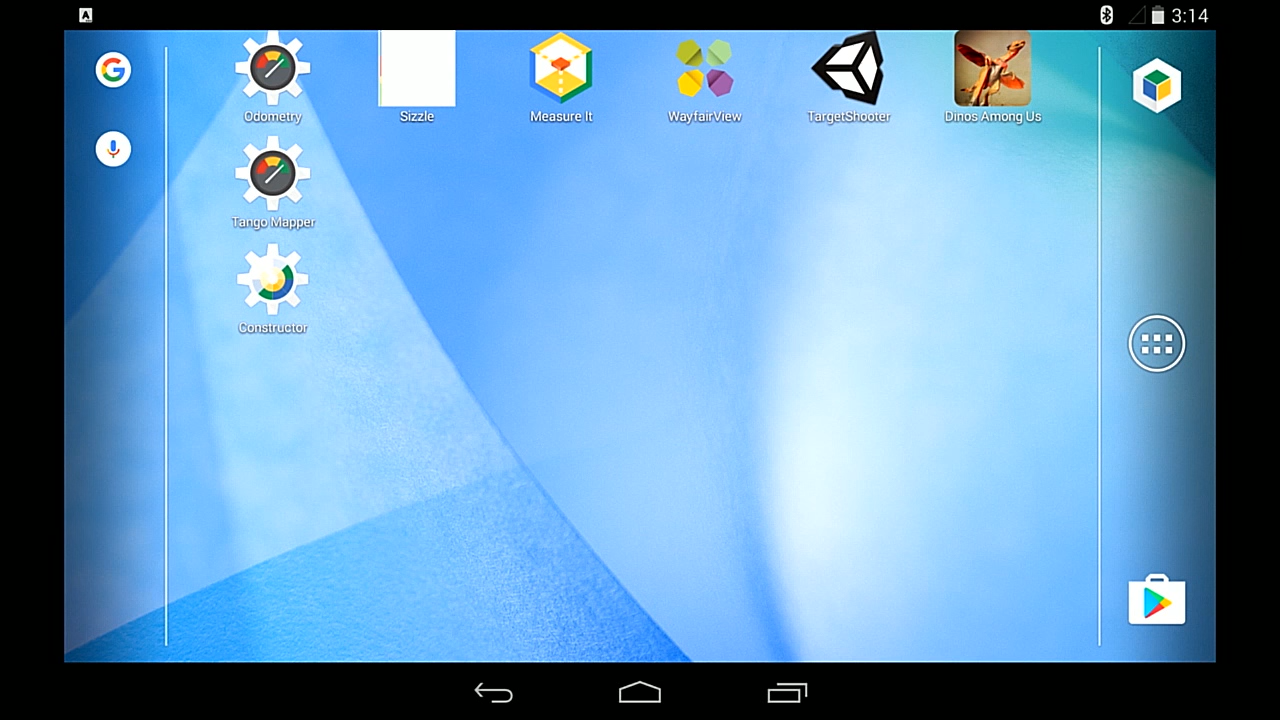 A
3:14
G
Odometry
Sizzle
Measure It
WayfairView
TargetShooter
Dinos Among Us
Tango Mapper
Constructor